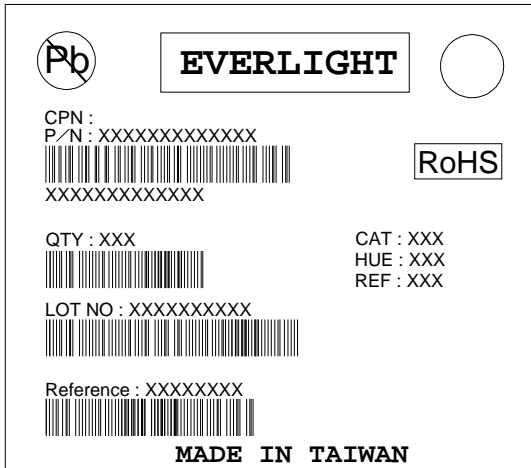 Pb
EVERLIGHT
CPN :
P/N : XXXXXXXXXXXXX
XXXXXXXXXXXXX
RoHS
QTY : XXX
CAT : XXX
HUE : XXX
REF : XXX
LOT NO : XXXXXXXXXX
Reference : XXXXXXXX
MADE IN TAIWAN